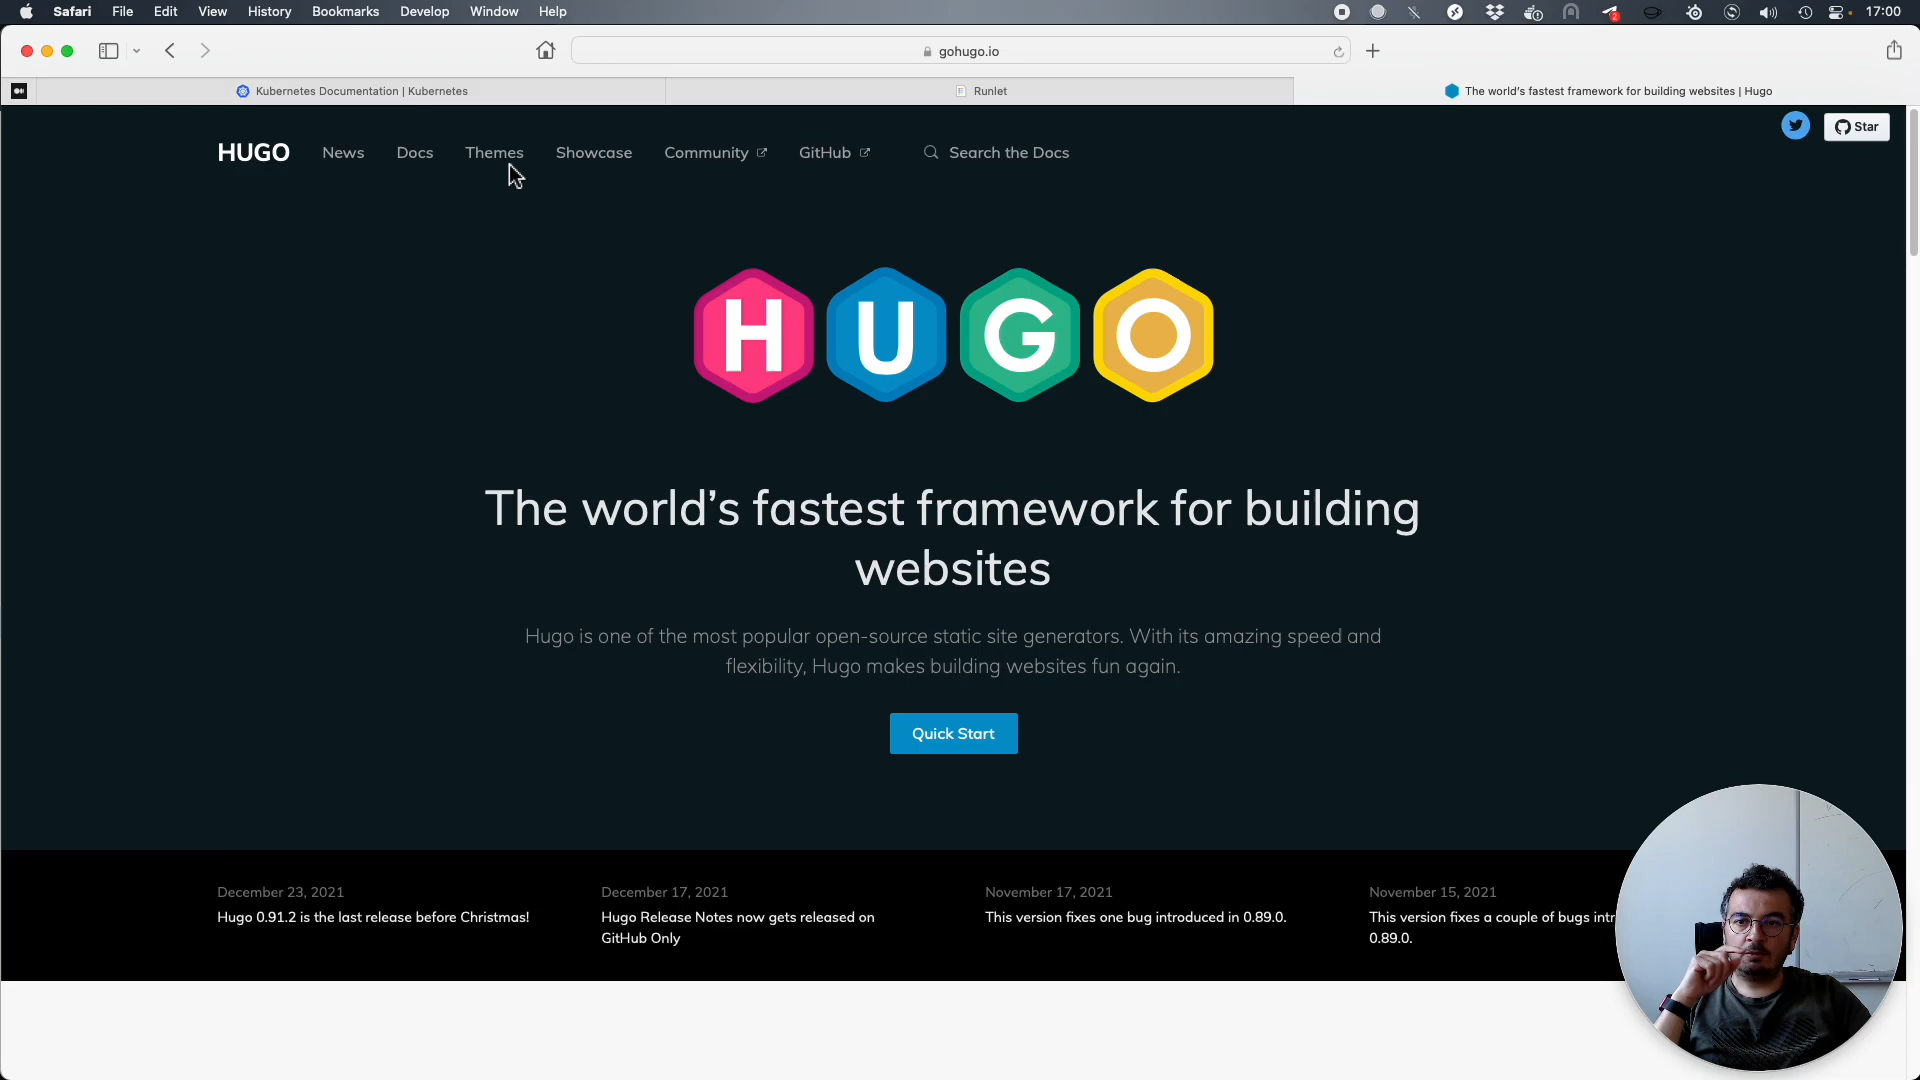 Safari File Edit View History Bookmarks Develop Window Help 2 17:00
gohugo.io
Kubernetes Documentation | Kubernetes
Runlet
The world's fastest framework for building websites | Hugo
HUGO News Docs Themes Showcase Community GitHub Search the Docs
Star
HUGO
The world's fastest framework for building
websites
Hugo is one of the most popular open-source static site generators. With its amazing speed and
flexibility, Hugo makes building websites fun again.
Quick Start
December 23, 2021
Hugo 0.91.2 is the last release before Christmas!
December 17, 2021
Hugo Release Notes now gets released on
GitHub Only
November 17, 2021
This version fixes one bug introduced in 0.89.0.
November 15, 2021
This version fixes a couple of bugs intr
0.89.0.